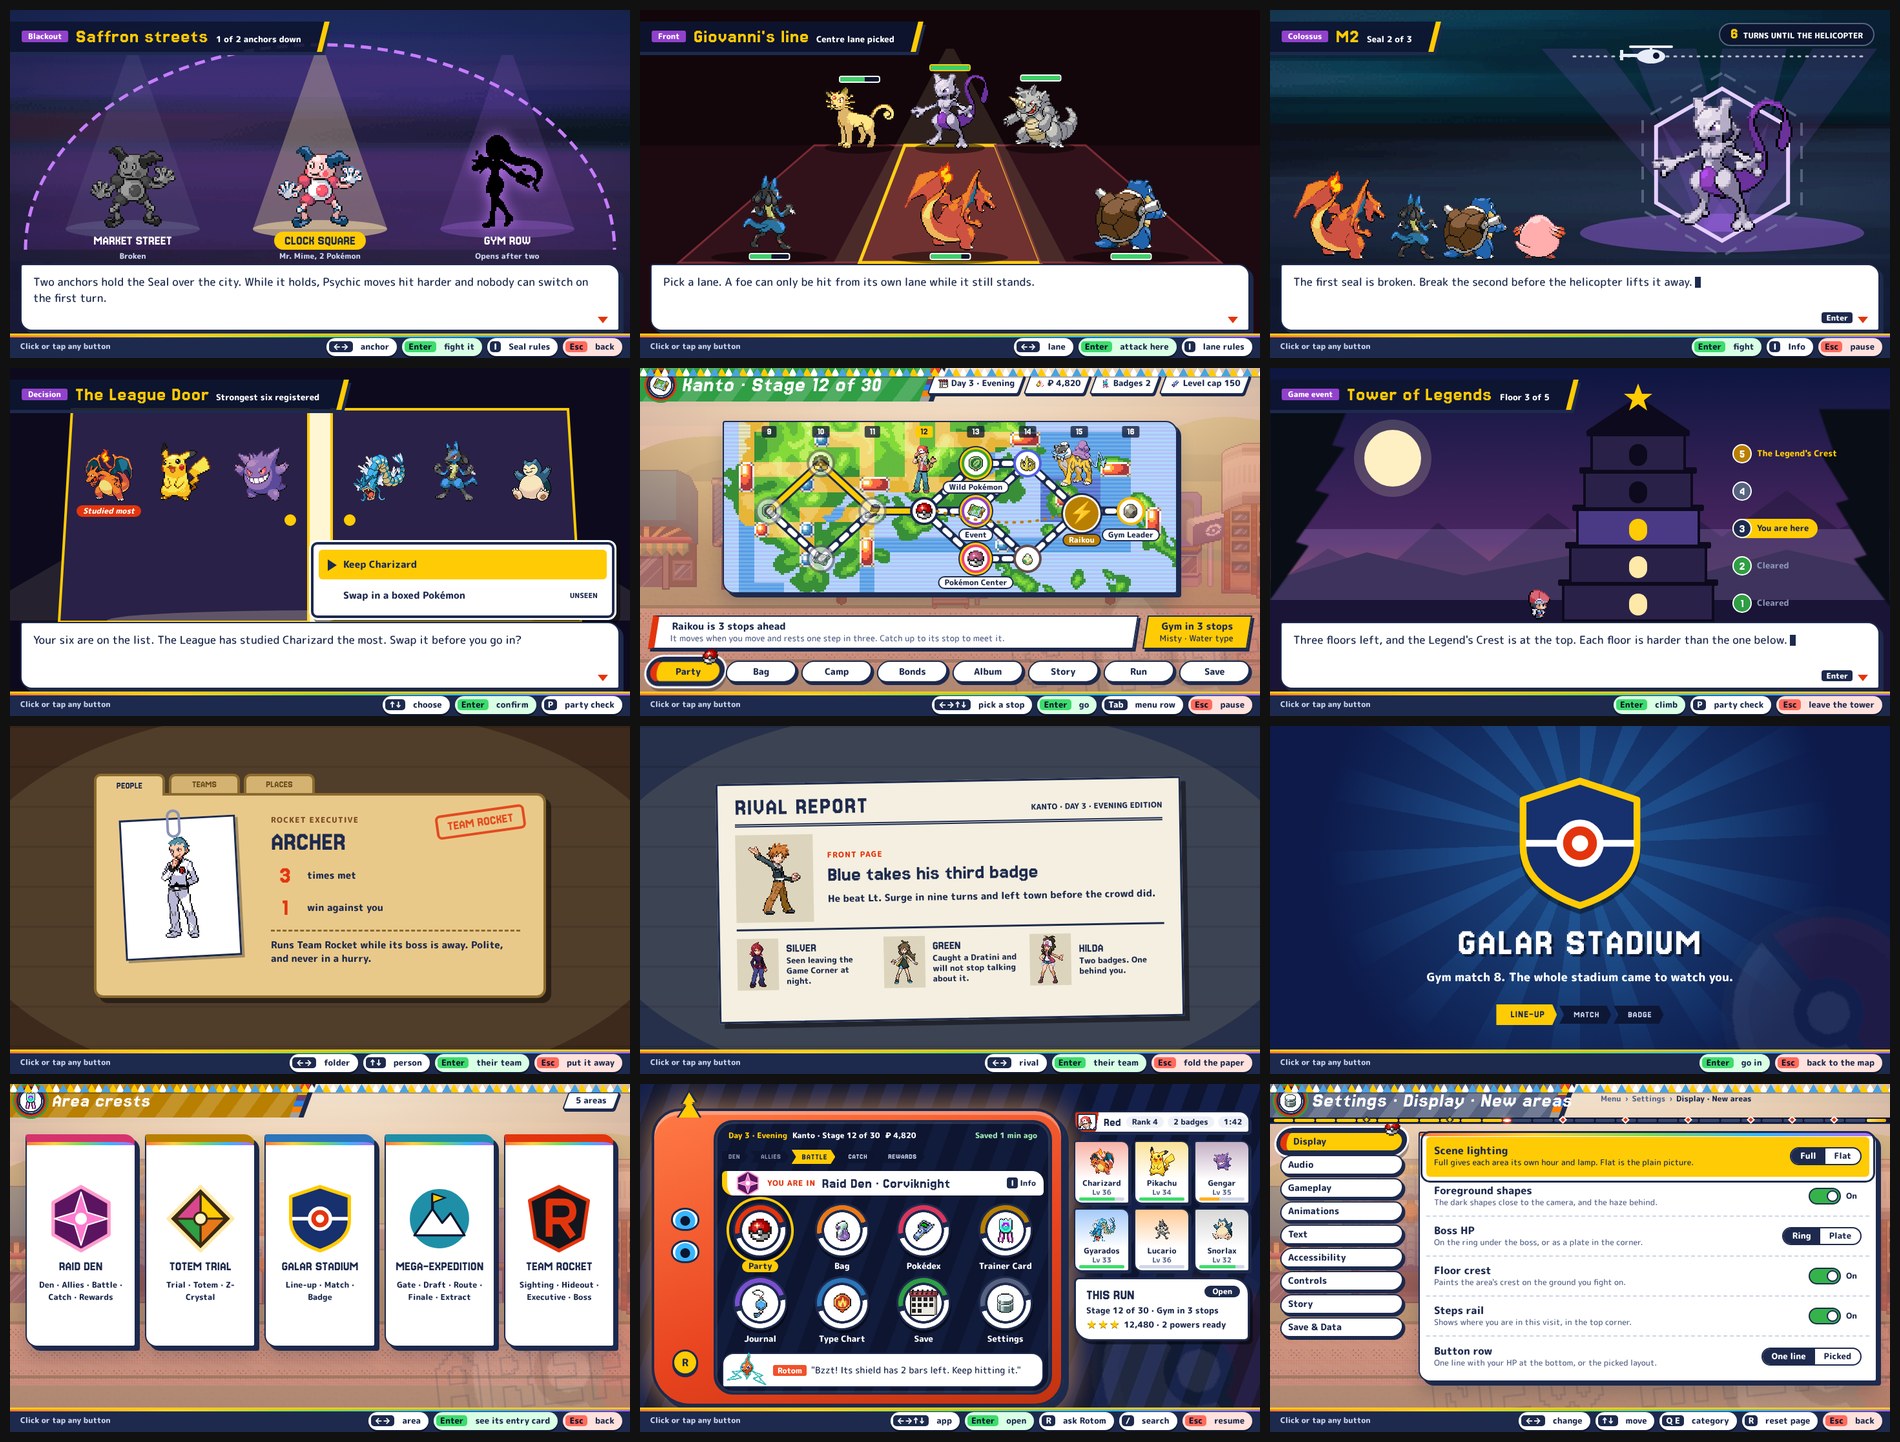 Blackout Saffron streets 1 of 2 anchors down
MARKET STREET
Broken
CLOCK SQUARE
Mr. Mime, 2 Pokémon
GYM ROW
Opens after two
Two anchors hold the Seal over the city. While it holds, Psychic moves hit harder and nobody can switch on
the first turn.
Click or tap any button
←→ anchor Enter fight it I Seal rules Esc back
Front Giovanni's line Centre lane picked
Pick a lane. A foe can only be hit from its own lane while it still stands.
Click or tap any button
←→ lane Enter attack here I lane rules
Colossus M2 Seal 2 of 3
6 TURNS UNTIL THE HELICOPTER
The first seal is broken. Break the second before the helicopter lifts it away.
Enter
Click or tap any button
Enter fight I Info Esc pause
Decision The League Door Strongest six registered
Studied most
Keep Charizard
Swap in a boxed Pokémon UNSEEN
Your six are on the list. The League has studied Charizard the most. Swap it before you go in?
Click or tap any button
↑↓ choose Enter confirm P party check
Kanto · Stage 12 of 30
Day 3 · Evening ₽ 4,820 Badges 2 Level cap 150
9 10 11 12 13 14 15 16
Wild Pokémon
Event
Raikou
Gym Leader
Pokémon Center
Raikou is 3 stops ahead
It moves when you move and rests one step in three. Catch up to its stop to meet it.
Gym in 3 stops
Misty · Water type
Party Bag Camp Bonds Album Story Run Save
Click or tap any button
←→↑↓ pick a stop Enter go Tab menu row Esc pause
Game event Tower of Legends Floor 3 of 5
5 The Legend's Crest
4
3 You are here
2 Cleared
1 Cleared
Three floors left, and the Legend's Crest is at the top. Each floor is harder than the one below.
Enter
Click or tap any button
Enter climb P party check Esc leave the tower
PEOPLE TEAMS PLACES
ROCKET EXECUTIVE
ARCHER
TEAM ROCKET
3 times met
1 win against you
Runs Team Rocket while its boss is away. Polite,
and never in a hurry.
Click or tap any button
←→ folder ↑↓ person Enter their team Esc put it away
RIVAL REPORT
KANTO · DAY 3 · EVENING EDITION
FRONT PAGE
Blue takes his third badge
He beat Lt. Surge in nine turns and left town before the crowd did.
SILVER
Seen leaving the
Game Corner at
night.
GREEN
Caught a Dratini and
will not stop talking
about it.
HILDA
Two badges. One
behind you.
Click or tap any button
←→ rival Enter their team Esc fold the paper
GALAR STADIUM
Gym match 8. The whole stadium came to watch you.
LINE-UP MATCH BADGE
Click or tap any button
Enter go in Esc back to the map
Area crests
5 areas
RAID DEN
Den · Allies · Battle ·
Catch · Rewards
TOTEM TRIAL
Trial · Totem · Z-
Crystal
GALAR STADIUM
Line-up · Match ·
Badge
MEGA-EXPEDITION
Gate · Draft · Route ·
Finale · Extract
R
TEAM ROCKET
Sighting · Hideout ·
Executive · Boss
Click or tap any button
←→ area Enter see its entry card Esc back
Day 3 · Evening Kanto · Stage 12 of 30 ₽ 4,820 Saved 1 min ago
DEN ALLIES BATTLE CATCH REWARDS
YOU ARE IN Raid Den · Corviknight I Info
Party Bag Pokédex Trainer Card
Journal Type Chart Save Settings
R
Rotom "Bzzt! Its shield has 2 bars left. Keep hitting it."
Red Rank 4 2 badges 1:42
Charizard Lv 36
Pikachu Lv 34
Gengar Lv 35
Gyarados Lv 33
Lucario Lv 36
Snorlax Lv 32
THIS RUN Open
Stage 12 of 30 · Gym in 3 stops
★★★ 12,480 · 2 powers ready
Click or tap any button
←→↑↓ app Enter open R ask Rotom / search Esc resume
Settings · Display · New areas
Menu › Settings › Display · New areas
Display
Audio
Gameplay
Animations
Text
Accessibility
Controls
Story
Save & Data
Scene lighting
Full gives each area its own hour and lamp. Flat is the plain picture.
Full Flat
Foreground shapes
The dark shapes close to the camera, and the haze behind.
On
Boss HP
On the ring under the boss, or as a plate in the corner.
Ring Plate
Floor crest
Paints the area's crest on the ground you fight on.
On
Steps rail
Shows where you are in this visit, in the top corner.
On
Button row
One line with your HP at the bottom, or the picked layout.
One line Picked
Click or tap any button
←→ change ↑↓ move Q E category R reset page Esc back